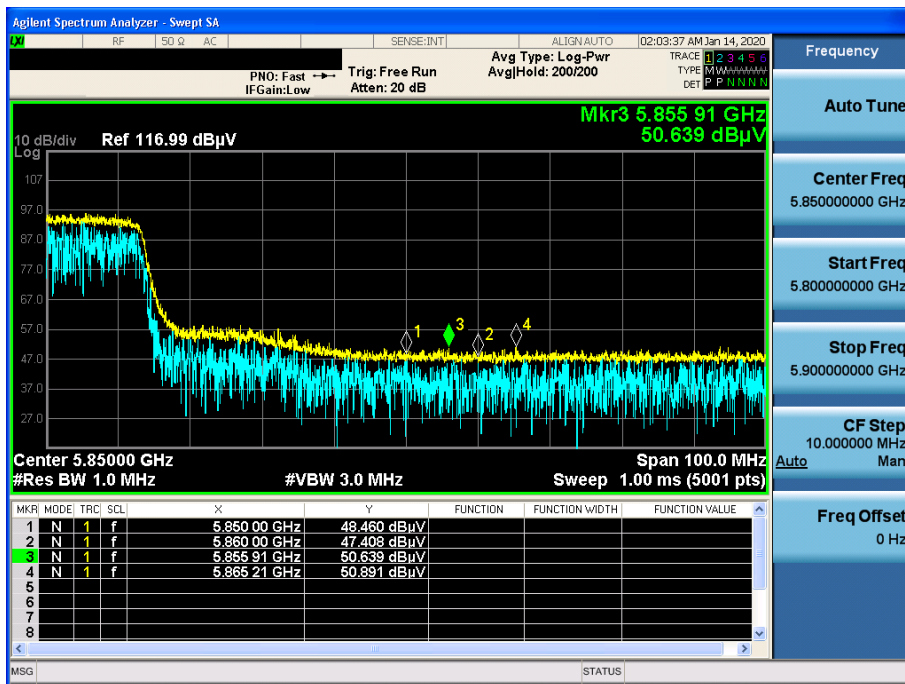 Agilent Spectrum Analyzer - Swept SA
LXI RF 50 Ω AC SENSE:INT ALIGN AUTO 02:03:37 AM Jan 14, 2020
PNO: Fast Trig: Free Run Avg Type: Log-Pwr TRACE 1 2 3 4 5 6
IFGain:Low Atten: 20 dB Avg|Hold: 200/200 TYPE M
DET P P N N N N
Mkr3 5.855 91 GHz
50.639 dBµV
10 dB/div Ref 116.99 dBµV
Log
107
97.0
87.0
77.0
67.0
57.0
47.0
37.0
27.0
1 3 2 4
Center 5.85000 GHz Span 100.0 MHz
#Res BW 1.0 MHz #VBW 3.0 MHz Sweep 1.00 ms (5001 pts)
MKR MODE TRC SCL X Y FUNCTION FUNCTION WIDTH FUNCTION VALUE
1 N 1 f 5.850 00 GHz 48.460 dBµV
2 N 1 f 5.860 00 GHz 47.408 dBµV
3 N 1 f 5.855 91 GHz 50.639 dBµV
4 N 1 f 5.865 21 GHz 50.891 dBµV
5
6
7
8
MSG STATUS
Frequency
Auto Tune
Center Freq
5.850000000 GHz
Start Freq
5.800000000 GHz
Stop Freq
5.900000000 GHz
CF Step
10.000000 MHz
Auto Man
Freq Offset
0 Hz